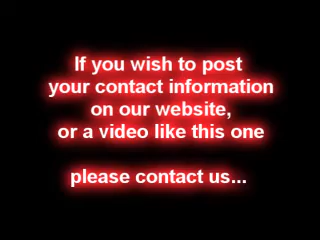 If you wish to post
your contact information
on our website,
or a video like this one
please contact us...